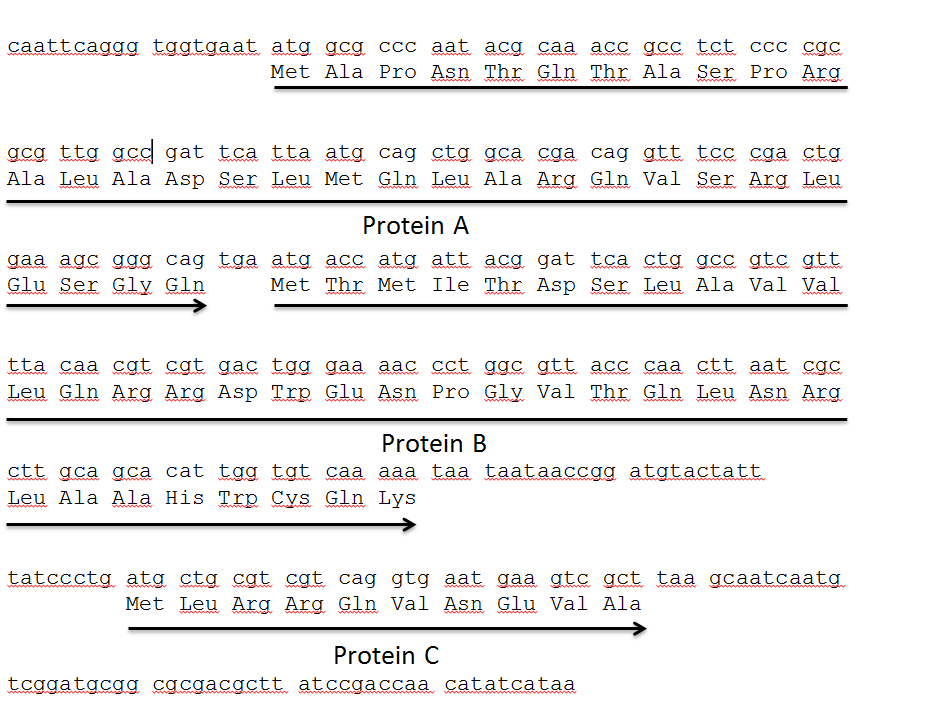 caattcaggg tggtgaat atg gcg ccc aat acg caa acc gcc tct ccc cgc
Met Ala Pro Asn Thr Gln Thr Ala Ser Pro Arg
gcg ttg gcc gat tca tta atg cag ctg gca cga cag gtt tcc cga ctg
Ala Leu Ala Asp Ser Leu Met Gln Leu Ala Arg Gln Val Ser Arg Leu
Protein A
gaa agc ggg cag tga atg acc atg att acg gat tca ctg gcc gtc gtt
Glu Ser Gly Gln Met Thr Met Ile Thr Asp Ser Leu Ala Val Val
tta caa cgt cgt gac tgg gaa aac cct ggc gtt acc caa ctt aat cgc
Leu Gln Arg Arg Asp Trp Glu Asn Pro Gly Val Thr Gln Leu Asn Arg
Protein B
ctt gca gca cat tgg tgt caa aaa taa taataaccgg atgtactatt
Leu Ala Ala His Trp Cys Gln Lys
tatccctg atg ctg cgt cgt cag gtg aat gaa gtc gct taa gcaatcaatg
Met Leu Arg Arg Gln Val Asn Glu Val Ala
Protein C
tcggatgcgg cgcgacgctt atccgaccaa catatcataa